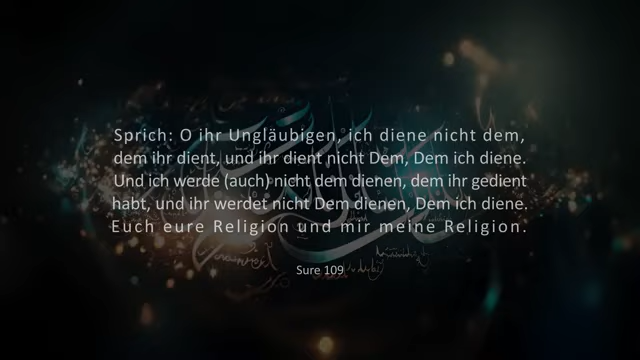 Sprich: O ihr Ungläubigen, ich diene nicht dem,
dem ihr dient, und ihr dient nicht Dem, Dem ich diene.
Und ich werde (auch) nicht dem dienen, dem ihr gedient
habt, und ihr werdet nicht Dem dienen, Dem ich diene.
Euch eure Religion und mir meine Religion.
Sure 109